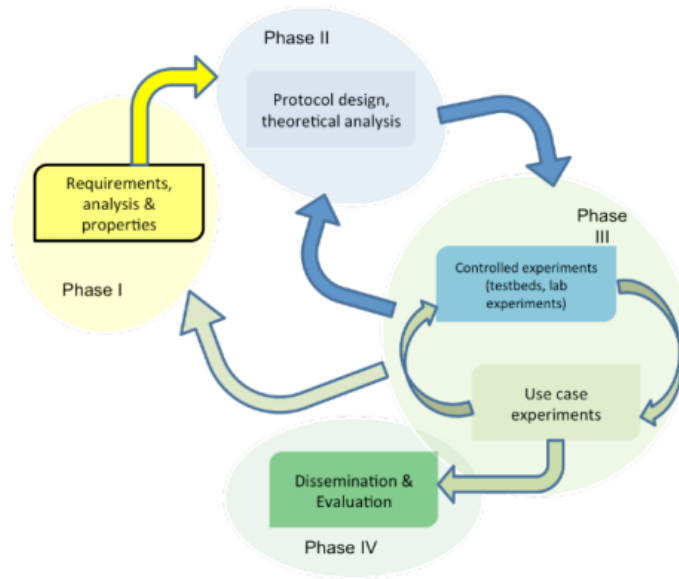 Phase II
Protocol design,
theoretical analysis
Requirements,
analysis &
properties
Phase I
Phase
III
Controlled experiments
(testbeds, lab
experiments)
Use case
experiments
Dissemination &
Evaluation
Phase IV